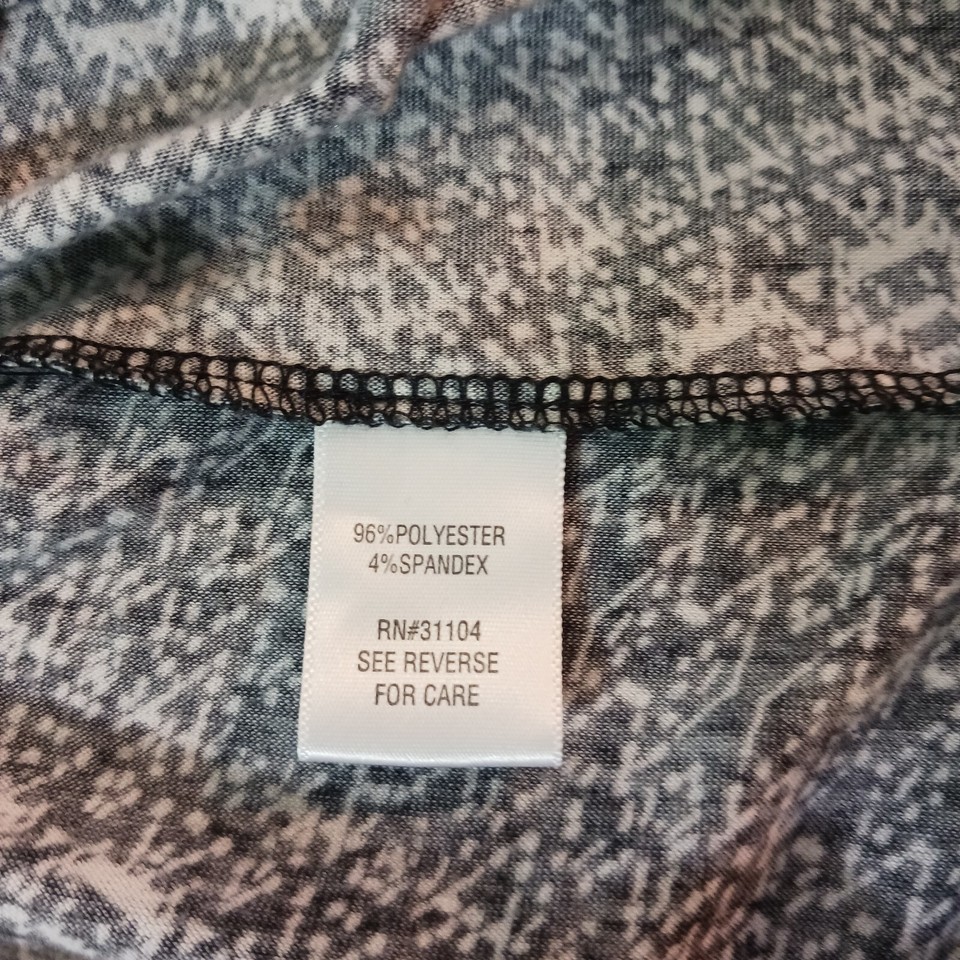 96%POLYESTER
4%SPANDEX
RN#31104
SEE REVERSE
FOR CARE